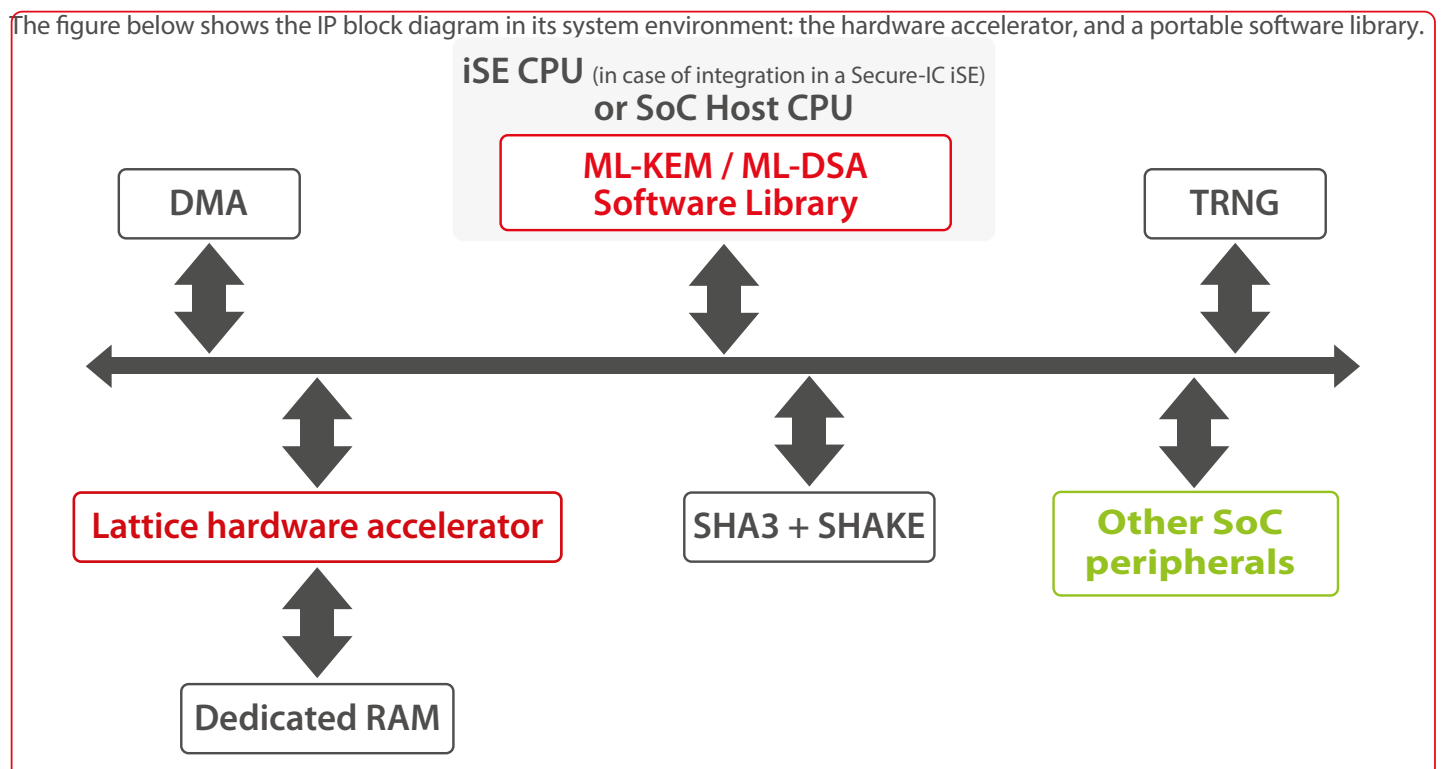 The figure below shows the IP block diagram in its system environment: the hardware accelerator, and a portable software library.
iSE CPU (in case of integration in a Secure-IC iSE)
or SoC Host CPU
ML-KEM / ML-DSA
Software Library
DMA
TRNG
Lattice hardware accelerator
SHA3 + SHAKE
Other SoC
peripherals
Dedicated RAM